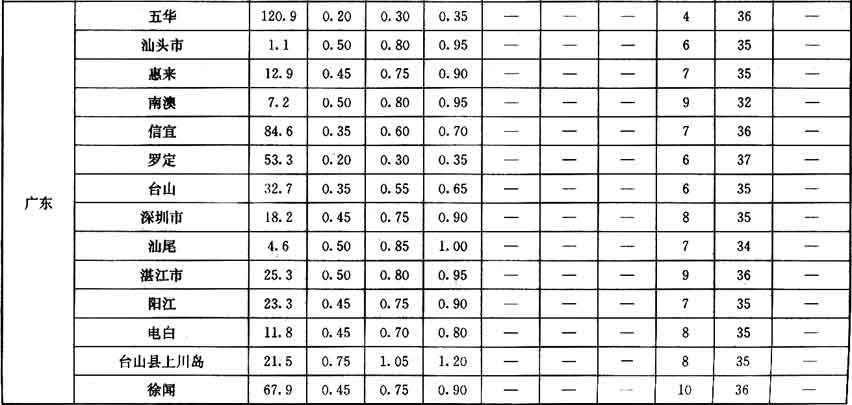 广东
五华 120.9 0.20 0.30 0.35 — — — 4 36 —
汕头市 1.1 0.50 0.80 0.95 — — — 6 35 —
惠来 12.9 0.45 0.75 0.90 — — — 7 35 —
南澳 7.2 0.50 0.80 0.95 — — — 9 32 —
信宜 84.6 0.35 0.60 0.70 — — — 7 36 —
罗定 53.3 0.20 0.30 0.35 — — — 6 37 —
台山 32.7 0.35 0.55 0.65 — — — 6 35 —
深圳市 18.2 0.45 0.75 0.90 — — — 8 35 —
汕尾 4.6 0.50 0.85 1.00 — — — 7 34 —
湛江市 25.3 0.50 0.80 0.95 — — — 9 36 —
阳江 23.3 0.45 0.75 0.90 — — — 7 35 —
电白 11.8 0.45 0.70 0.80 — — — 8 35 —
台山县上川岛 21.5 0.75 1.05 1.20 — — — 8 35 —
徐闻 67.9 0.45 0.75 0.90 — — — 10 36 —